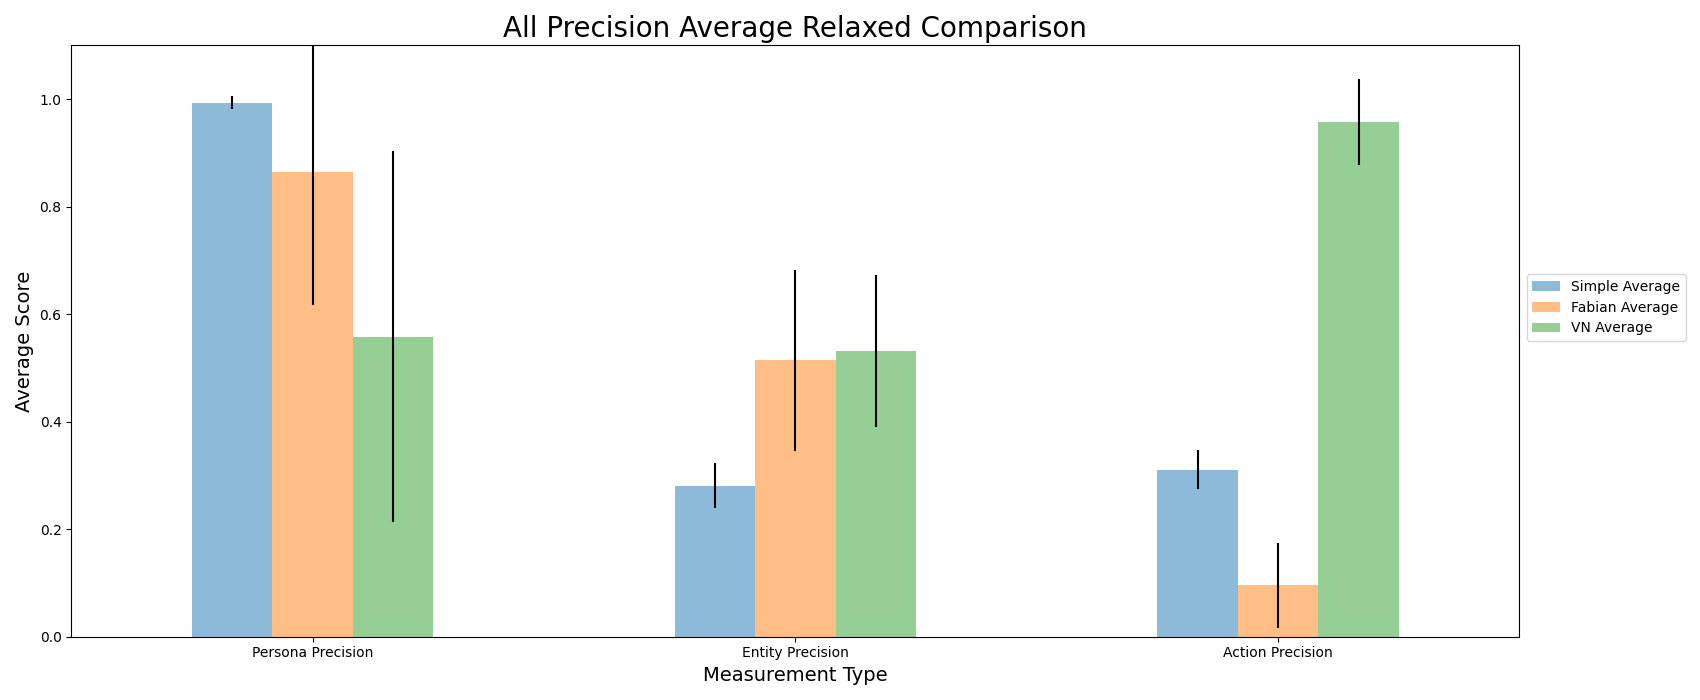 All Precision Average Relaxed Comparison
1.0
0.8
0.6
0.4
0.2
0.0
Average Score
Persona Precision
Entity Precision
Action Precision
Measurement Type
Simple Average
Fabian Average
VN Average